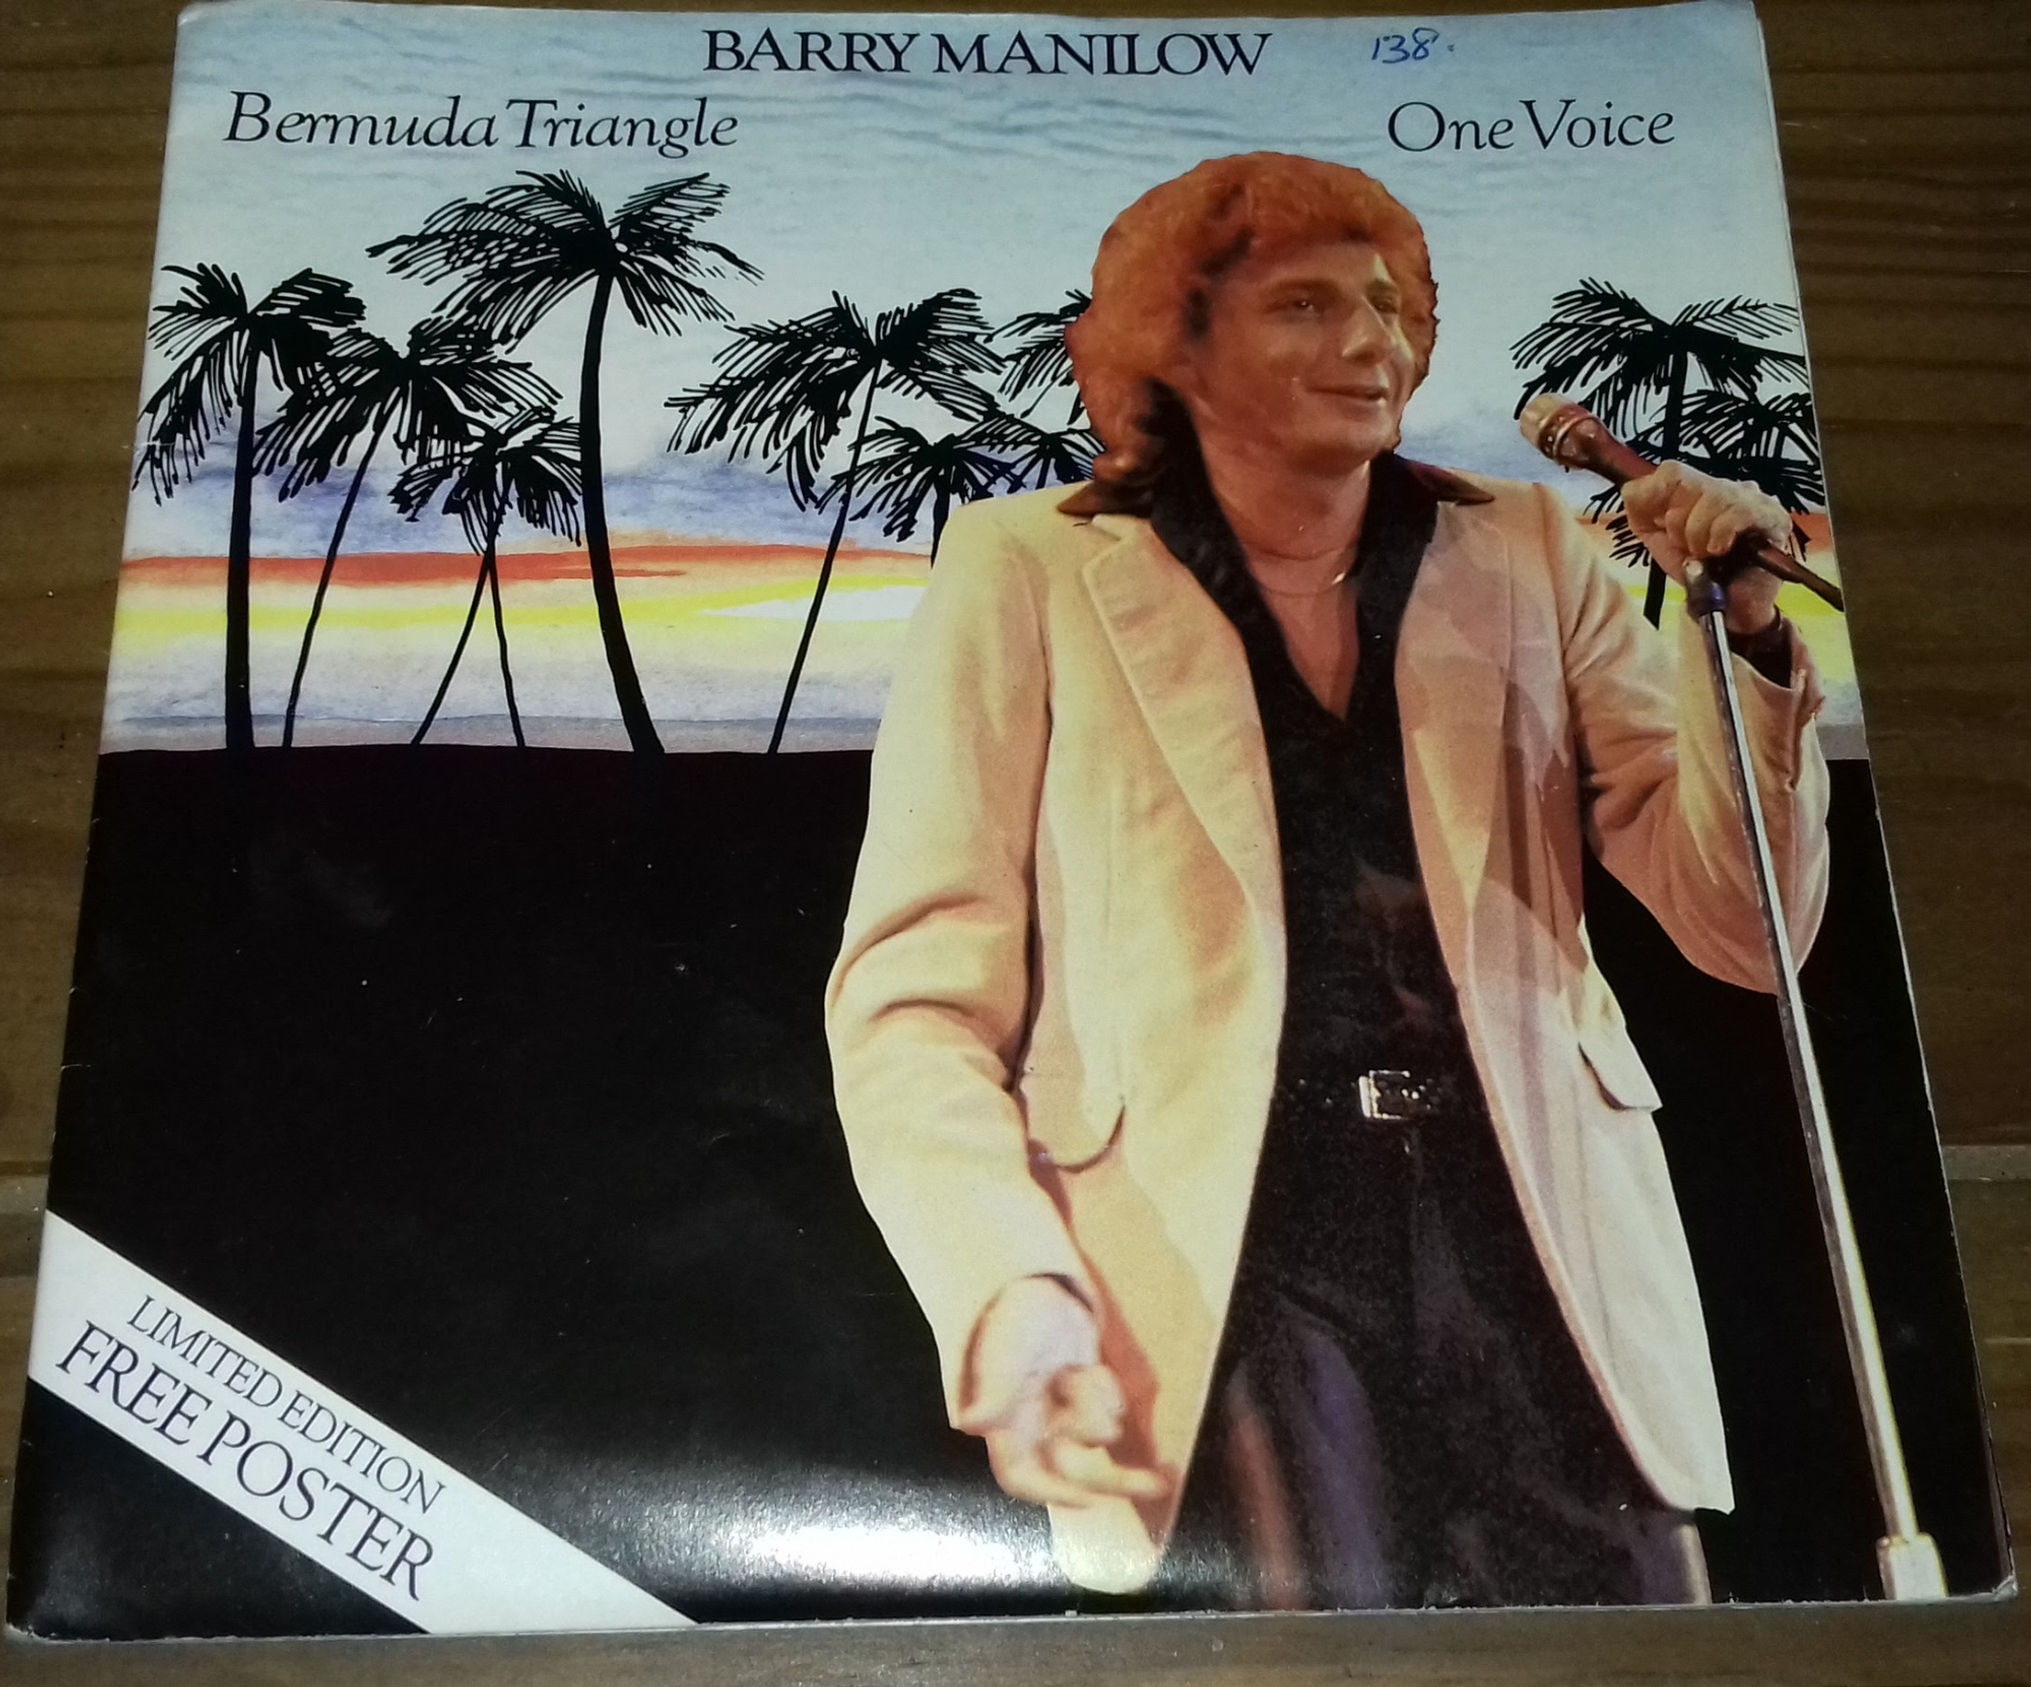 BARRY MANILOW
138.
Bermuda Triangle
One Voice
LIMITED EDITION
FREE POSTER